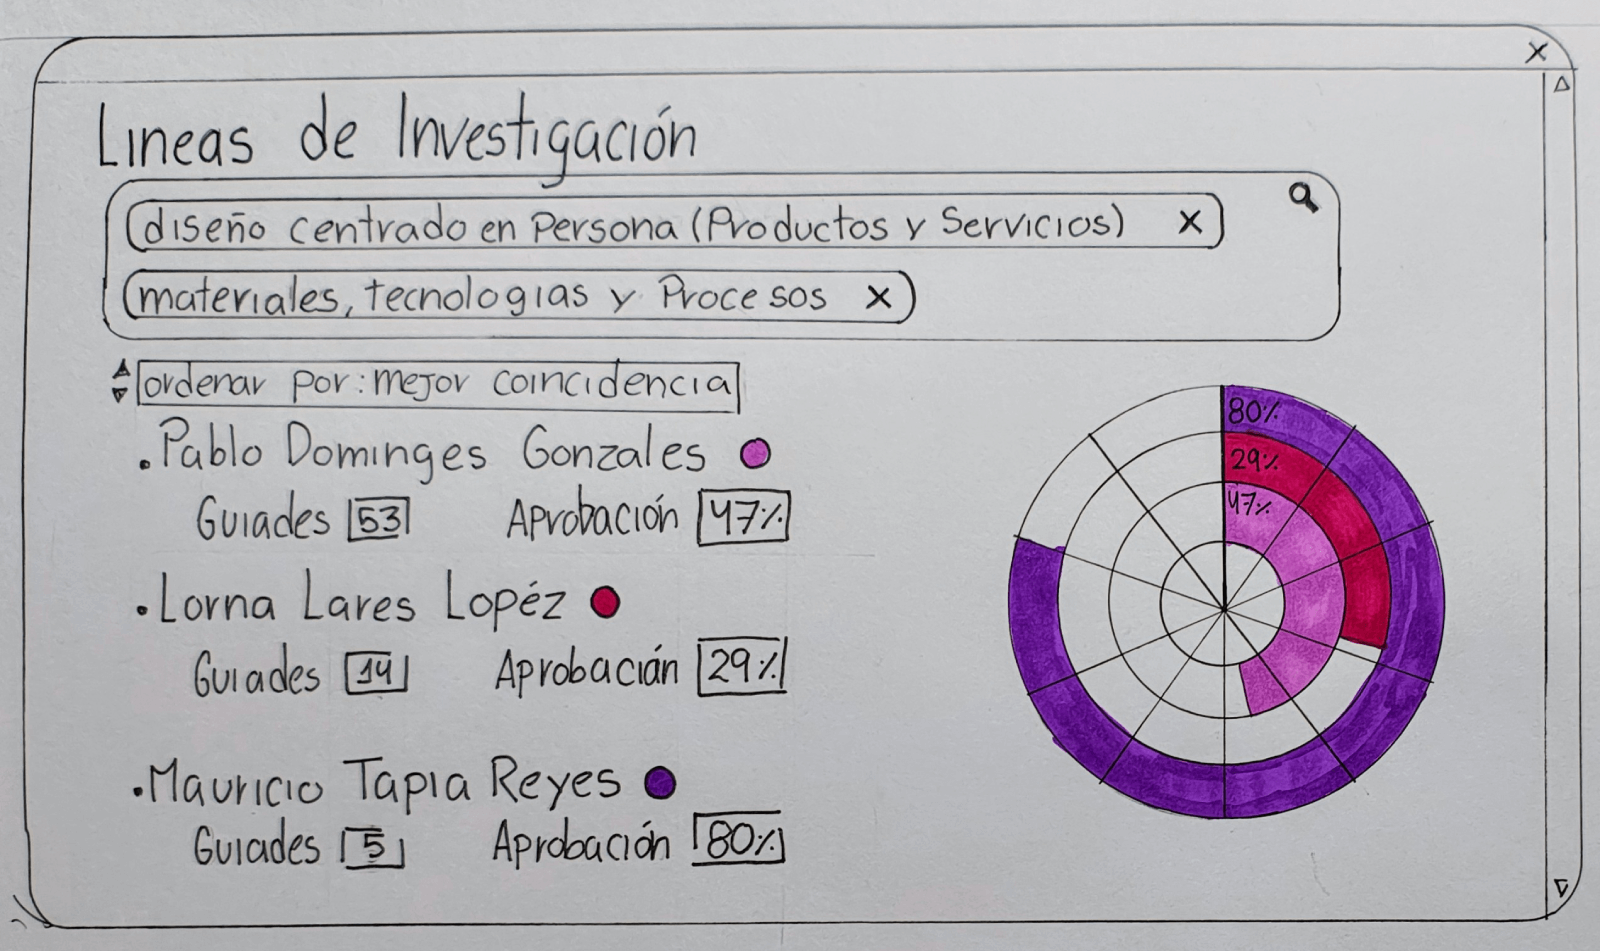 Lineas de Investigación
diseño centrado en Persona (Productos y Servicios) X
materiales, tecnologias y Procesos X
ordenar por: mejor coincidencia
• Pablo Dominges Gonzales
Guiades 53 Aprobación 47%
• Lorna Lares Lopéz
Guiades 14 Aprobación 29%
• Mauricio Tapia Reyes
Guiades 5 Aprobación 80%
80%
29%
47%